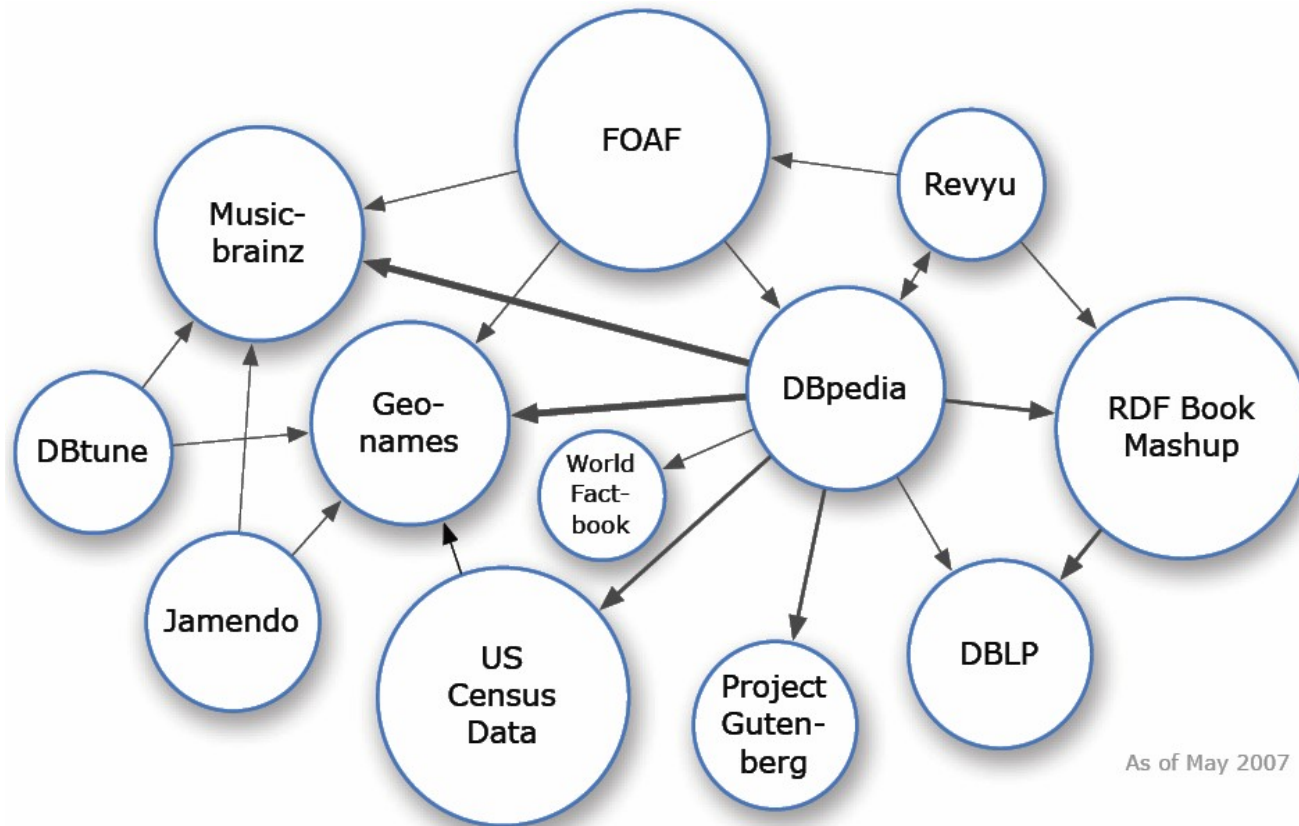 FOAF
Revyu
Music-
brainz
DBpedia
Geo-
names
RDF Book
Mashup
DBtune
World
Fact-
book
Jamendo
US
Census
Data
Project
Guten-
berg
DBLP
As of May 2007